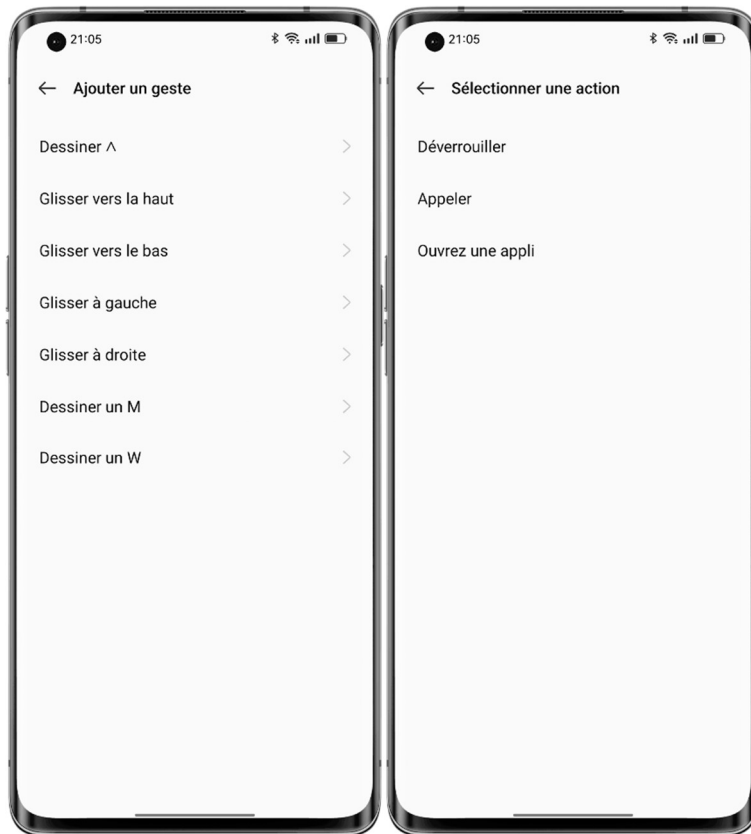 21:05
Ajouter un geste
Dessiner ∧
Glisser vers la haut
Glisser vers le bas
Glisser à gauche
Glisser à droite
Dessiner un M
Dessiner un W
21:05
Sélectionner une action
Déverrouiller
Appeler
Ouvrez une appli